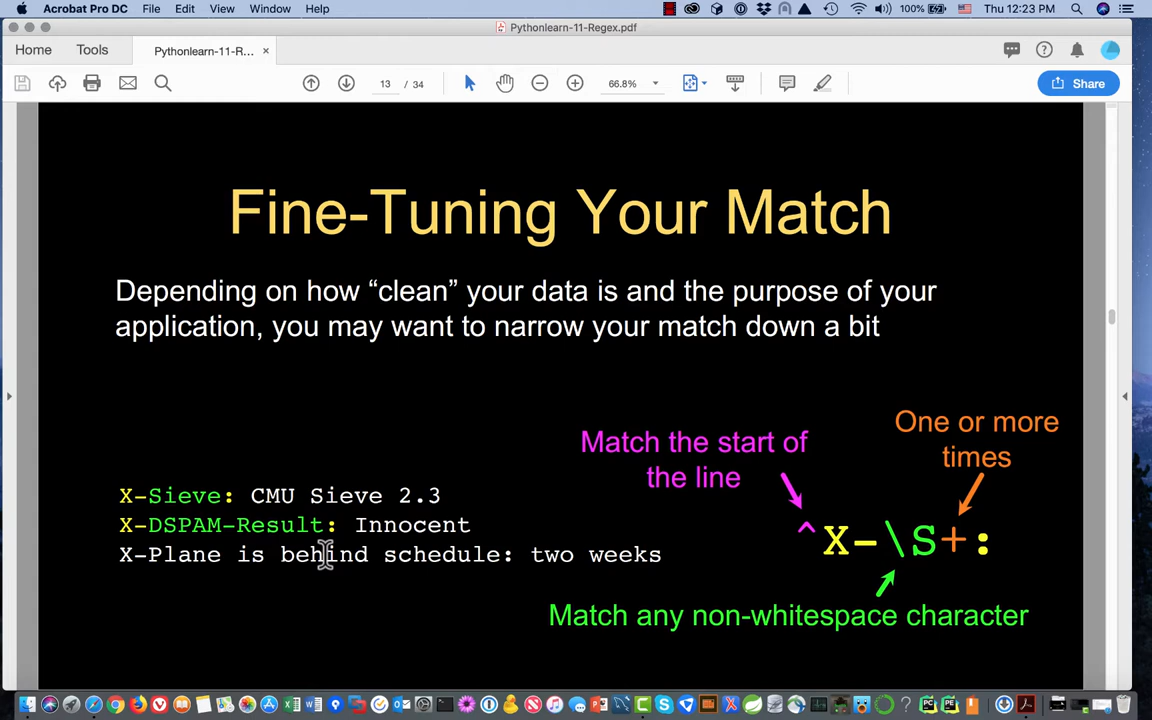 Acrobat Pro DC File Edit View Window Help 100% Thu 12:23 PM
Pythonlearn-11-Regex.pdf
Home Tools Pythonlearn-11-R... ×
13 / 34 66.8% Share
Fine-Tuning Your Match
Depending on how “clean” your data is and the purpose of your
application, you may want to narrow your match down a bit
One or more
times
Match the start of
the line
X-Sieve: CMU Sieve 2.3
X-DSPAM-Result: Innocent
X-Plane is behind schedule: two weeks
^X-\S+:
Match any non-whitespace character